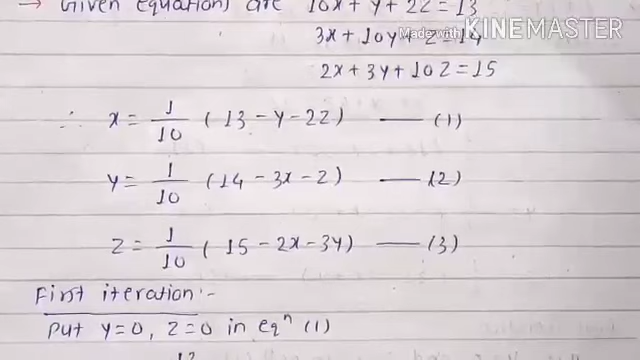 → Given equations are 10x + y + 2z = 13
3x + 10y + z = 14
Made with KINEMASTER
2x + 3y + 10z = 15
∴ x = 1/10 (13 - y - 2z) —— (1)
y = 1/10 (14 - 3x - z) —— (2)
z = 1/10 (15 - 2x - 3y) —— (3)
First iteration :-
Put y=0, z=0 in eqⁿ (1)